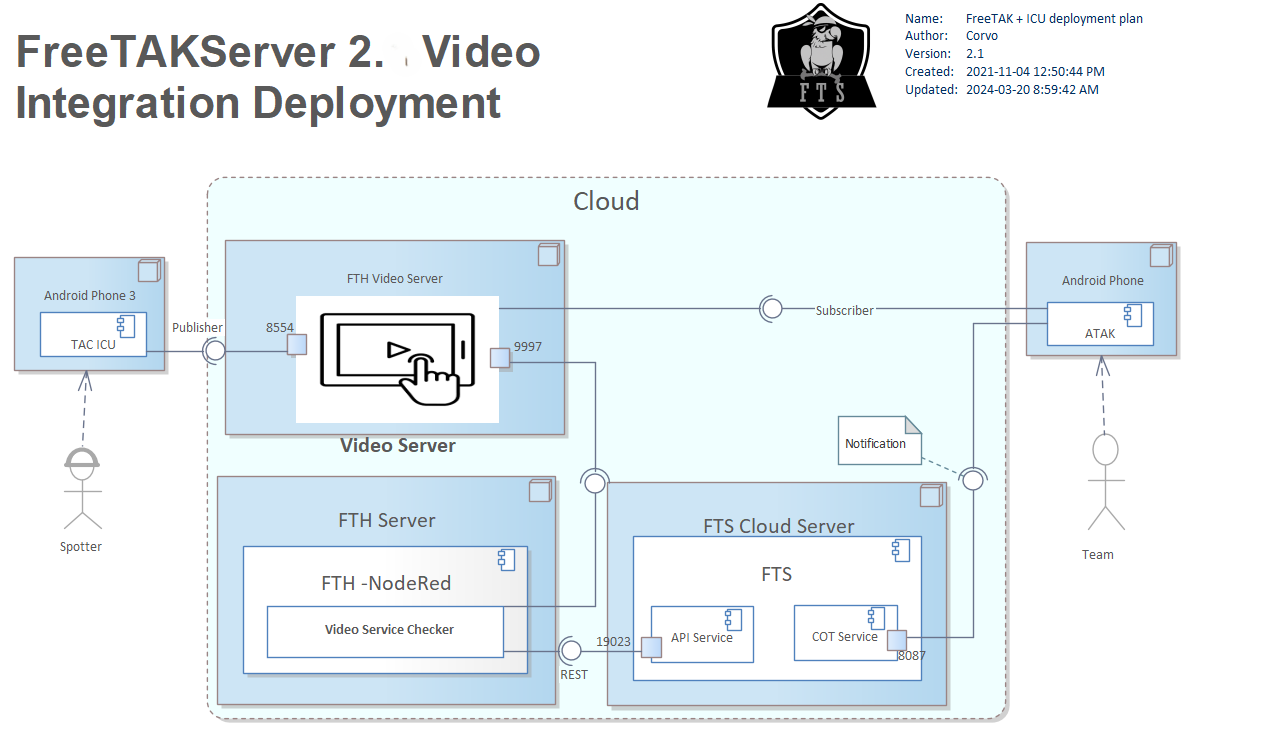 FreeTAKServer 2. Video
Integration Deployment
FTS
Name: FreeTAK + ICU deployment plan
Author: Corvo
Version: 2.1
Created: 2021-11-04 12:50:44 PM
Updated: 2024-03-20 8:59:42 AM
Cloud
Android Phone 3
TAC ICU
Spotter
Publisher
FTH Video Server
8554
9997
Video Server
Subscriber
Android Phone
ATAK
Team
Notification
FTH Server
FTH -NodeRed
Video Service Checker
REST
FTS Cloud Server
FTS
19023
API Service
COT Service
8087